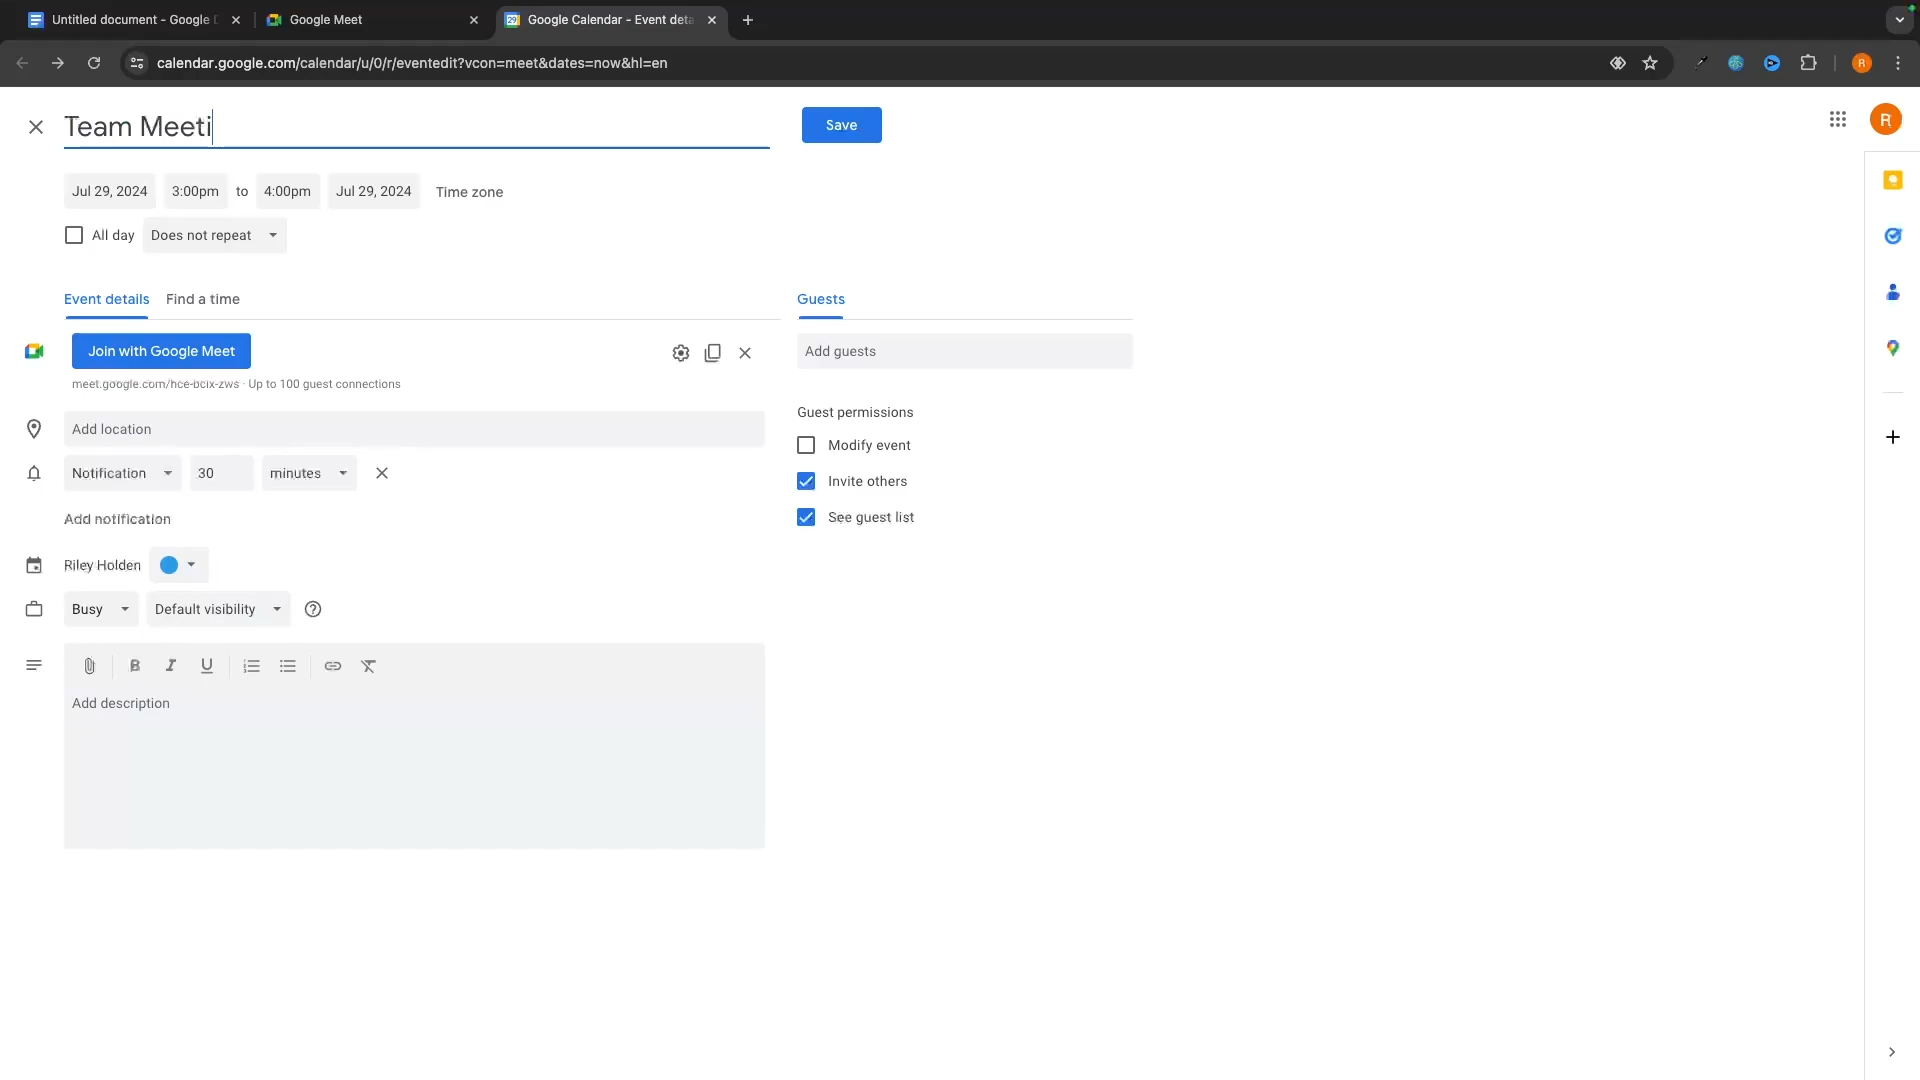 Untitled document - Google D
Google Meet
Google Calendar - Event deta
calendar.google.com/calendar/u/0/r/eventedit?vcon=meet&dates=now&hl=en
R
Team Meeti
Save
R
Jul 29, 2024 3:00pm to 4:00pm Jul 29, 2024 Time zone
All day Does not repeat
Event details Find a time
Guests
Join with Google Meet
meet.google.com/hce-bcix-zws · Up to 100 guest connections
Add guests
Guest permissions
Modify event
Invite others
See guest list
Add location
Notification 30 minutes
Add notification
Riley Holden
Busy Default visibility
Add description